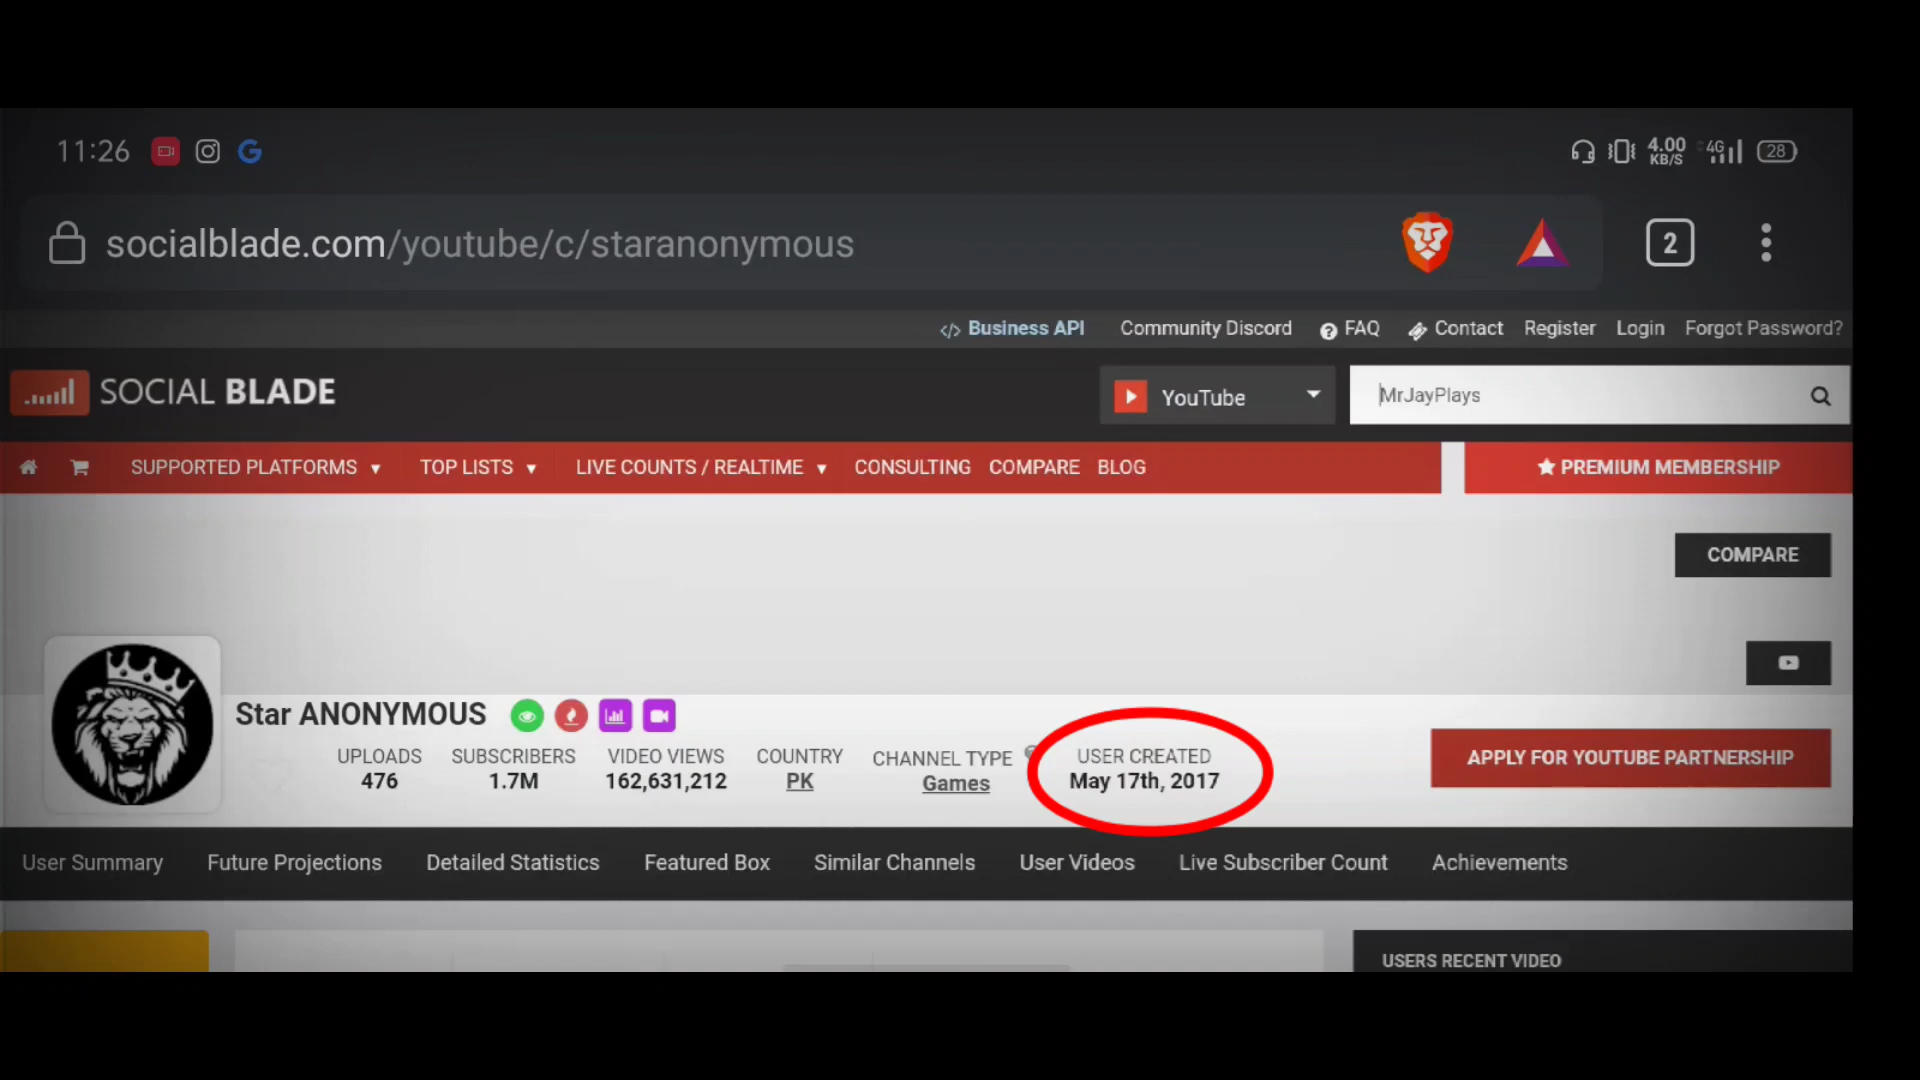 11:26
4.00 KB/S
4G
28
socialblade.com/youtube/c/staranonymous
2
</> Business API Community Discord FAQ Contact Register Login Forgot Password?
SOCIAL BLADE
YouTube
MrJayPlays
SUPPORTED PLATFORMS TOP LISTS LIVE COUNTS / REALTIME CONSULTING COMPARE BLOG
PREMIUM MEMBERSHIP
COMPARE
Star ANONYMOUS
UPLOADS SUBSCRIBERS VIDEO VIEWS COUNTRY CHANNEL TYPE USER CREATED
476 1.7M 162,631,212 PK Games May 17th, 2017
APPLY FOR YOUTUBE PARTNERSHIP
User Summary Future Projections Detailed Statistics Featured Box Similar Channels User Videos Live Subscriber Count Achievements
USERS RECENT VIDEO